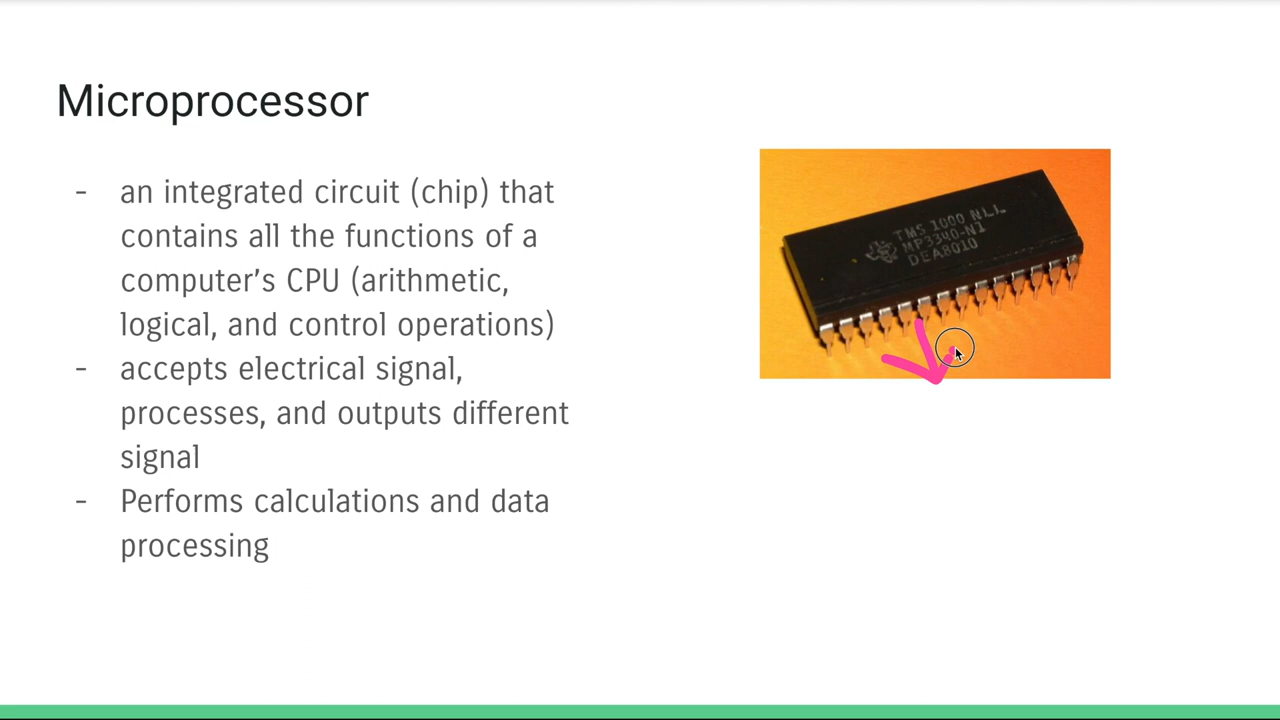 Microprocessor
- an integrated circuit (chip) that
contains all the functions of a
computer's CPU (arithmetic,
logical, and control operations)
- accepts electrical signal,
processes, and outputs different
signal
- Performs calculations and data
processing
TMS 1000 NLL
MP3340-N1
DEA8010